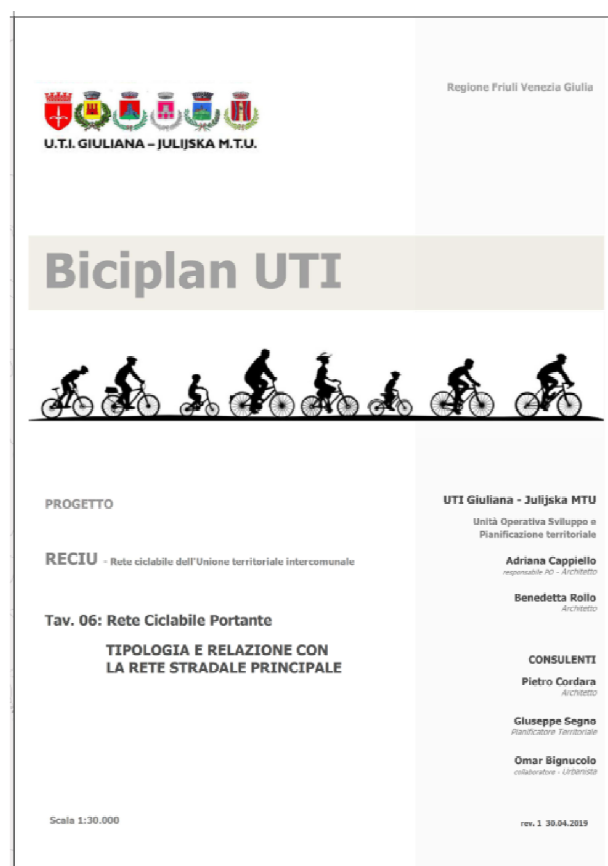 Regione Friuli Venezia Giulia
U.T.I. GIULIANA – JULIJSKA M.T.U.
Biciplan UTI
PROGETTO
RECIU - Rete ciclabile dell'Unione territoriale intercomunale
Tav. 06: Rete Ciclabile Portante
TIPOLOGIA E RELAZIONE CON
LA RETE STRADALE PRINCIPALE
Scala 1:30.000
UTI Giuliana - Julijska MTU
Unità Operativa Sviluppo e
Pianificazione territoriale
Adriana Cappiello
responsabile PO - Architetto
Benedetta Rollo
Architetto
CONSULENTI
Pietro Cordara
Architetto
Giuseppe Segno
Pianificatore Territoriale
Omar Bignucolo
collaboratore - Urbanista
rev. 1 30.04.2019